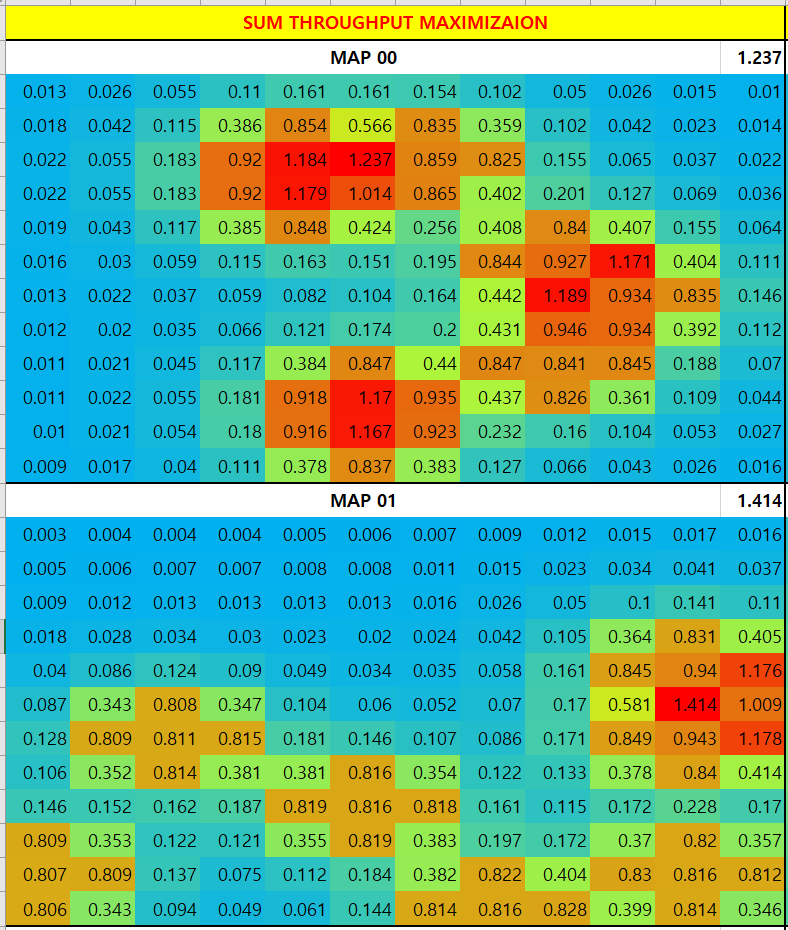 SUM THROUGHPUT MAXIMIZAION
MAP 00 1.237
0.013 0.026 0.055 0.11 0.161 0.161 0.154 0.102 0.05 0.026 0.015 0.01
0.018 0.042 0.115 0.386 0.854 0.566 0.835 0.359 0.102 0.042 0.023 0.014
0.022 0.055 0.183 0.92 1.184 1.237 0.859 0.825 0.155 0.065 0.037 0.022
0.022 0.055 0.183 0.92 1.179 1.014 0.865 0.402 0.201 0.127 0.069 0.036
0.019 0.043 0.117 0.385 0.848 0.424 0.256 0.408 0.84 0.407 0.155 0.064
0.016 0.03 0.059 0.115 0.163 0.151 0.195 0.844 0.927 1.171 0.404 0.111
0.013 0.022 0.037 0.059 0.082 0.104 0.164 0.442 1.189 0.934 0.835 0.146
0.012 0.02 0.035 0.066 0.121 0.174 0.2 0.431 0.946 0.934 0.392 0.112
0.011 0.021 0.045 0.117 0.384 0.847 0.44 0.847 0.841 0.845 0.188 0.07
0.011 0.022 0.055 0.181 0.918 1.17 0.935 0.437 0.826 0.361 0.109 0.044
0.01 0.021 0.054 0.18 0.916 1.167 0.923 0.232 0.16 0.104 0.053 0.027
0.009 0.017 0.04 0.111 0.378 0.837 0.383 0.127 0.066 0.043 0.026 0.016
MAP 01 1.414
0.003 0.004 0.004 0.004 0.005 0.006 0.007 0.009 0.012 0.015 0.017 0.016
0.005 0.006 0.007 0.007 0.008 0.008 0.011 0.015 0.023 0.034 0.041 0.037
0.009 0.012 0.013 0.013 0.013 0.013 0.016 0.026 0.05 0.1 0.141 0.11
0.018 0.028 0.034 0.03 0.023 0.02 0.024 0.042 0.105 0.364 0.831 0.405
0.04 0.086 0.124 0.09 0.049 0.034 0.035 0.058 0.161 0.845 0.94 1.176
0.087 0.343 0.808 0.347 0.104 0.06 0.052 0.07 0.17 0.581 1.414 1.009
0.128 0.809 0.811 0.815 0.181 0.146 0.107 0.086 0.171 0.849 0.943 1.178
0.106 0.352 0.814 0.381 0.381 0.816 0.354 0.122 0.133 0.378 0.84 0.414
0.146 0.152 0.162 0.187 0.819 0.816 0.818 0.161 0.115 0.172 0.228 0.17
0.809 0.353 0.122 0.121 0.355 0.819 0.383 0.197 0.172 0.37 0.82 0.357
0.807 0.809 0.137 0.075 0.112 0.184 0.382 0.822 0.404 0.83 0.816 0.812
0.806 0.343 0.094 0.049 0.061 0.144 0.814 0.816 0.828 0.399 0.814 0.346